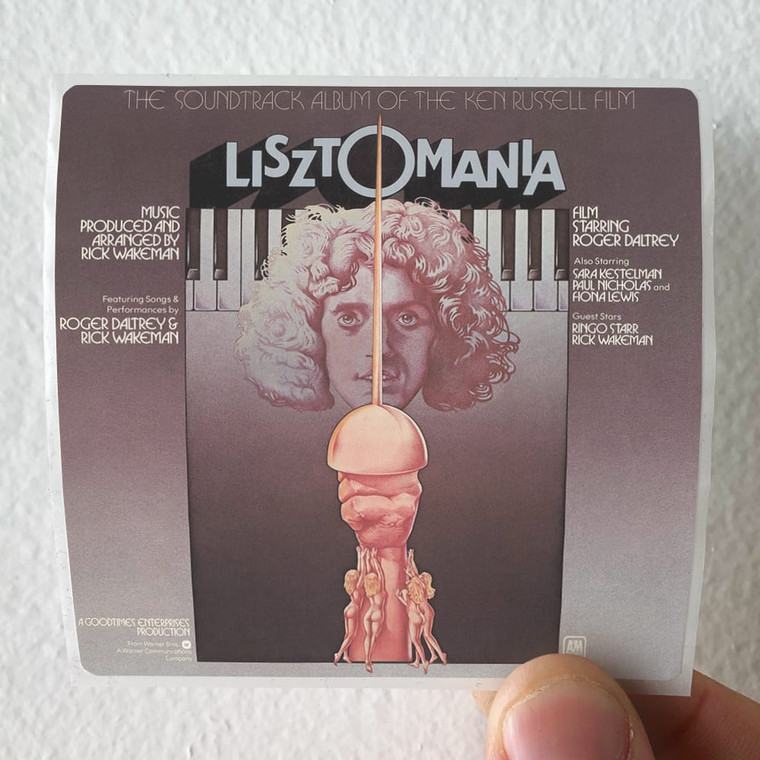 THE SOUNDTRACK ALBUM OF THE KEN RUSSELL FILM
LISZTOMANIA
MUSIC
PRODUCED AND
ARRANGED BY
RICK WAKEMAN
Featuring Songs &
Performances by
ROGER DALTREY &
RICK WAKEMAN
FILM
STARRING
ROGER DALTREY
Also Starring
SARA KESTELMAN
PAUL NICHOLAS and
FIONA LEWIS
Guest Stars
RINGO STARR
RICK WAKEMAN
A GOODTIMES ENTERPRISES
PRODUCTION
From Warner Bros.
A Warner Communications
Company
AM